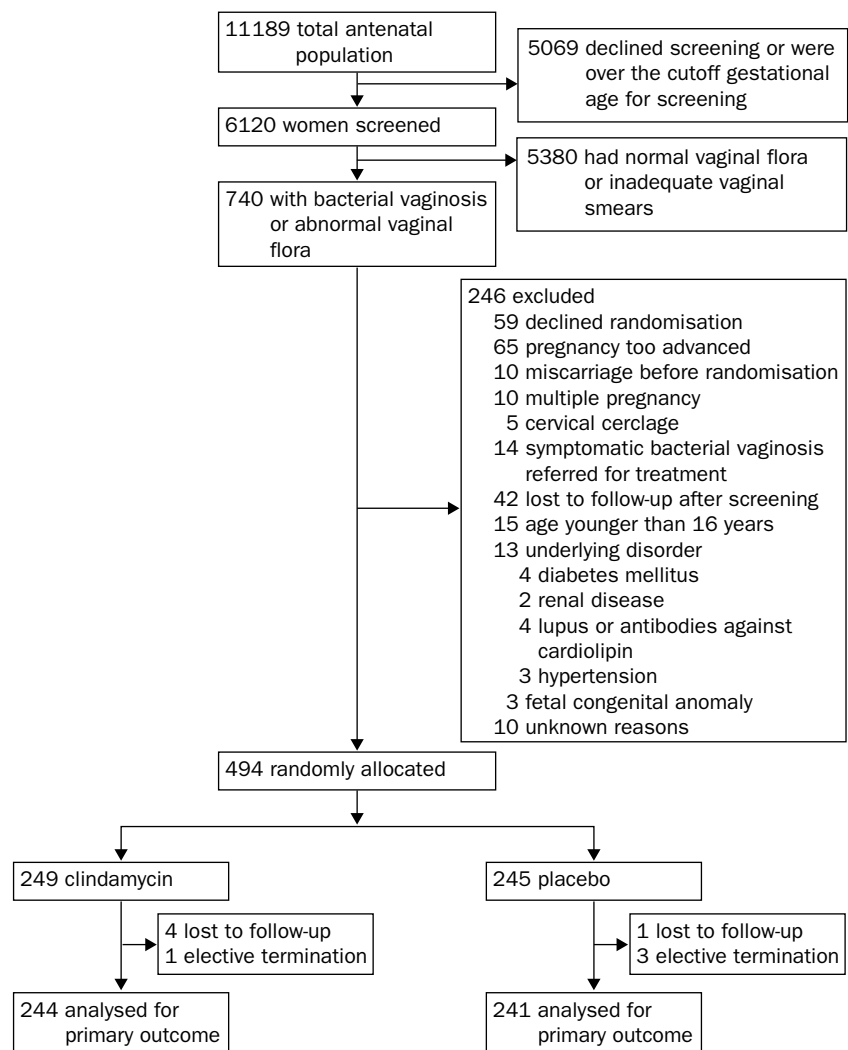 11189 total antenatal
population
5069 declined screening or were
over the cutoff gestational
age for screening
6120 women screened
5380 had normal vaginal flora
or inadequate vaginal
smears
740 with bacterial vaginosis
or abnormal vaginal
flora
246 excluded
59 declined randomisation
65 pregnancy too advanced
10 miscarriage before randomisation
10 multiple pregnancy
5 cervical cerclage
14 symptomatic bacterial vaginosis
referred for treatment
42 lost to follow-up after screening
15 age younger than 16 years
13 underlying disorder
4 diabetes mellitus
2 renal disease
4 lupus or antibodies against
cardiolipin
3 hypertension
3 fetal congenital anomaly
10 unknown reasons
494 randomly allocated
249 clindamycin
245 placebo
4 lost to follow-up
1 elective termination
1 lost to follow-up
3 elective termination
244 analysed for
primary outcome
241 analysed for
primary outcome